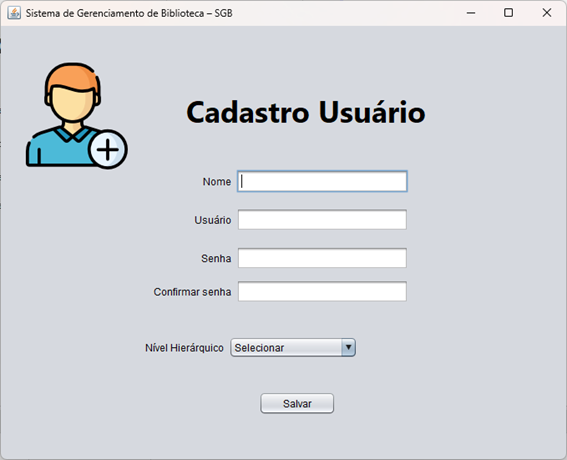 Sistema de Gerenciamento de Biblioteca – SGB
Cadastro Usuário
Nome
Usuário
Senha
Confirmar senha
Nível Hierárquico Selecionar
Salvar